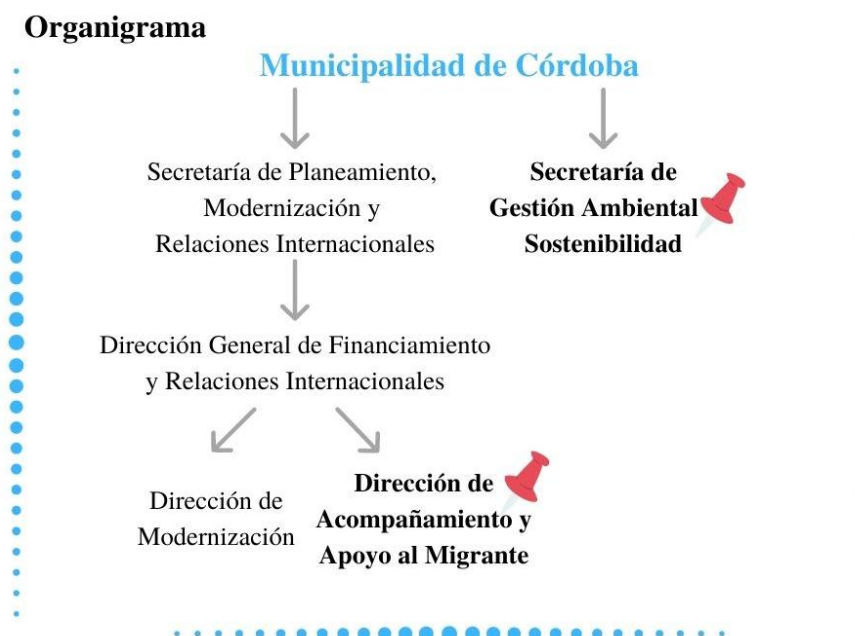 Organigrama
Municipalidad de Córdoba
Secretaría de Planeamiento,
Modernización y
Relaciones Internacionales
Secretaría de
Gestión Ambiental
Sostenibilidad
Dirección General de Financiamiento
y Relaciones Internacionales
Dirección de
Modernización
Dirección de
Acompañamiento y
Apoyo al Migrante